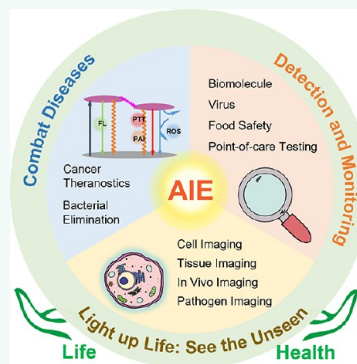 Combat Diseases
Detection and Monitoring
FL
PTT
PAI
ROS
Cancer
Theranostics
Bacterial
Elimination
Biomolecule
Virus
Food Safety
Point-of-care Testing
AIE
Cell Imaging
Tissue Imaging
In Vivo Imaging
Pathogen Imaging
Light up Life: See the Unseen
Life
Health